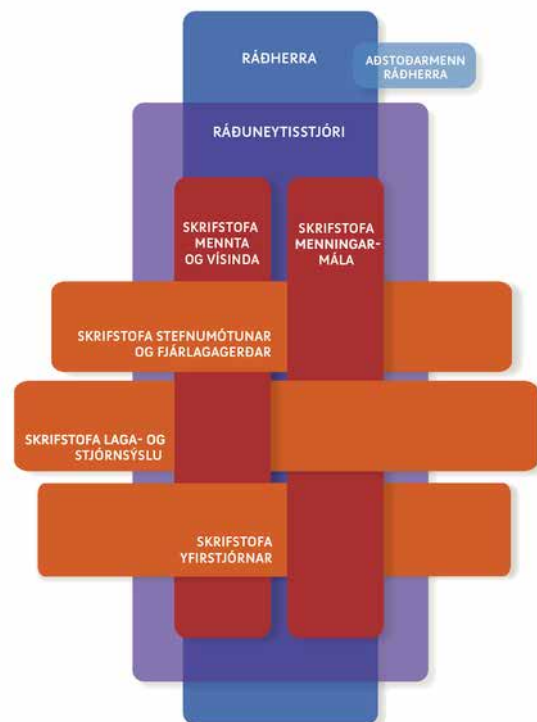 RÁÐHERRA
AÐSTOÐARMENN
RÁÐHERRA
RÁÐUNEYTISSTJÓRI
SKRIFSTOFA
MENNTA
OG VÍSINDA
SKRIFSTOFA
MENNINGAR-
MÁLA
SKRIFSTOFA STEFNUMÓTUNAR
OG FJÁRLAGAGERÐAR
SKRIFSTOFA LAGA- OG
STJÓRNSÝSLU
SKRIFSTOFA
YFIRSTJÓRNAR